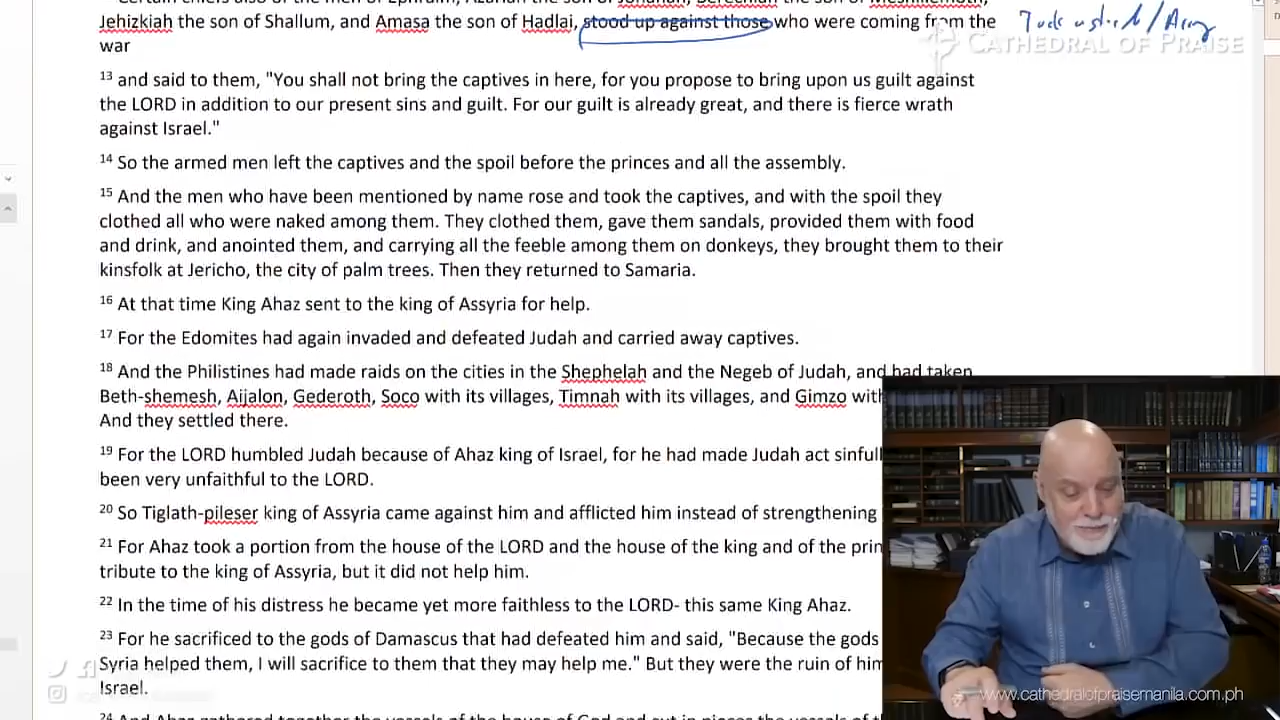 Jehizkiah the son of Shallum, and Amasa the son of Hadlai, stood up against those who were coming from the
war
CATHEDRAL OF PRAISE
13 and said to them, "You shall not bring the captives in here, for you propose to bring upon us guilt against
the LORD in addition to our present sins and guilt. For our guilt is already great, and there is fierce wrath
against Israel."
14 So the armed men left the captives and the spoil before the princes and all the assembly.
15 And the men who have been mentioned by name rose and took the captives, and with the spoil they
clothed all who were naked among them. They clothed them, gave them sandals, provided them with food
and drink, and anointed them, and carrying all the feeble among them on donkeys, they brought them to their
kinsfolk at Jericho, the city of palm trees. Then they returned to Samaria.
16 At that time King Ahaz sent to the king of Assyria for help.
17 For the Edomites had again invaded and defeated Judah and carried away captives.
18 And the Philistines had made raids on the cities in the Shephelah and the Negeb of Judah, and had taken
Beth-shemesh, Aijalon, Gederoth, Soco with its villages, Timnah with its villages, and Gimzo wit
And they settled there.
19 For the LORD humbled Judah because of Ahaz king of Israel, for he had made Judah act sinfull
been very unfaithful to the LORD.
20 So Tiglath-pileser king of Assyria came against him and afflicted him instead of strengthening
21 For Ahaz took a portion from the house of the LORD and the house of the king and of the prin
tribute to the king of Assyria, but it did not help him.
22 In the time of his distress he became yet more faithless to the LORD- this same King Ahaz.
23 For he sacrificed to the gods of Damascus that had defeated him and said, "Because the gods
Syria helped them, I will sacrifice to them that they may help me." But they were the ruin of him
Israel.
www.cathedralofpraisemanila.com.ph